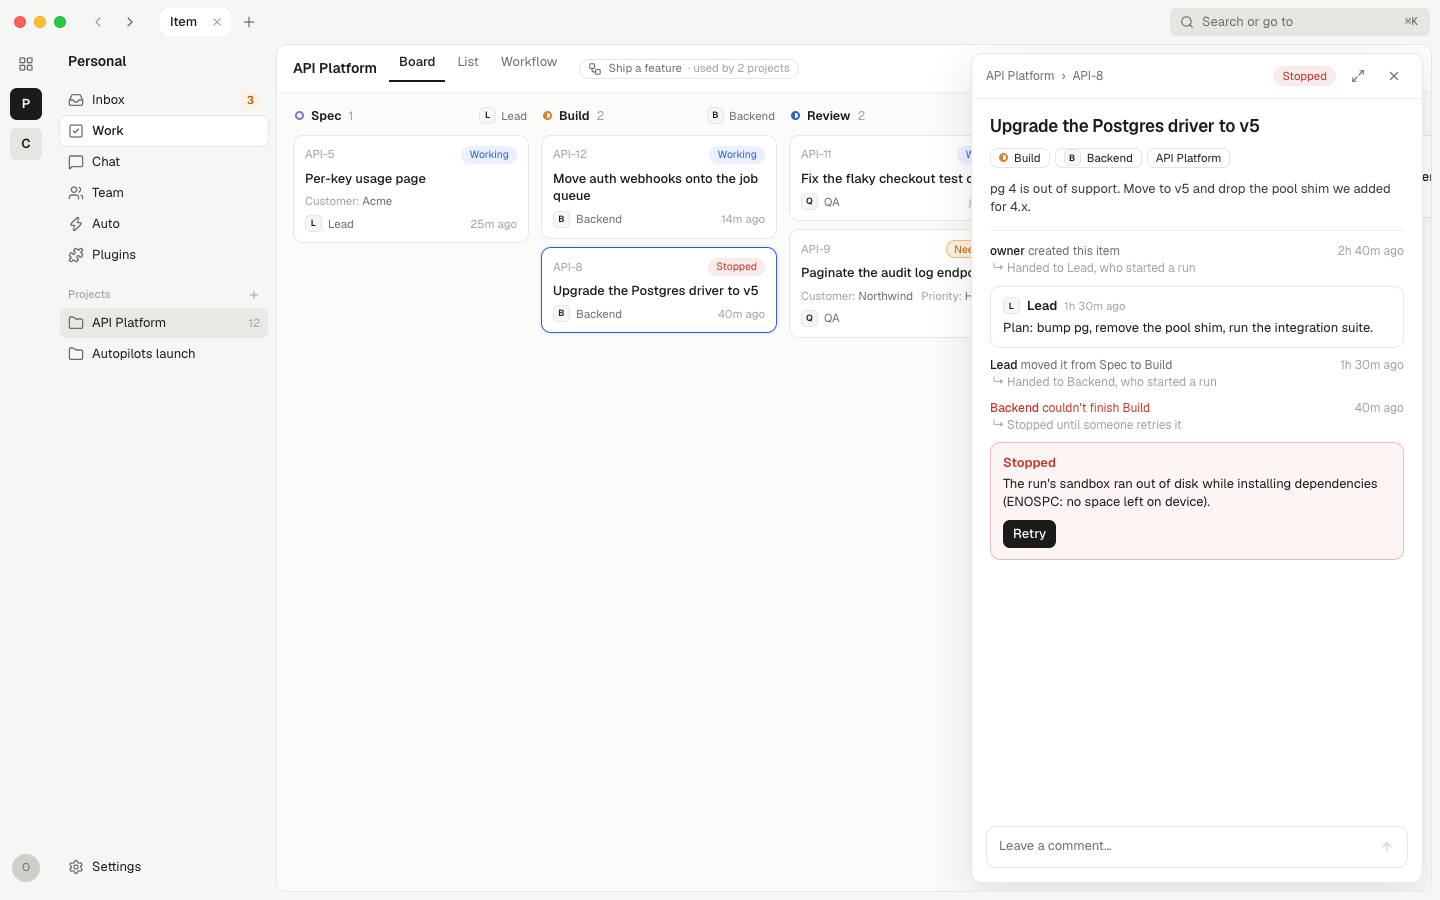 Item
Search or go to
⌘K
P
C
O
Personal
Inbox 3
Work
Chat
Team
Auto
Plugins
Projects
API Platform 12
Autopilots launch
Settings
API Platform
Board
List
Workflow
Ship a feature · used by 2 projects
Spec 1
L Lead
API-5
Working
Per-key usage page
Customer: Acme
L Lead
25m ago
Build 2
B Backend
API-12
Working
Move auth webhooks onto the job
queue
B Backend
14m ago
API-8
Stopped
Upgrade the Postgres driver to v5
B Backend
40m ago
Review 2
API-11
Fix the flaky checkout test
Q QA
API-9
Paginate the audit log
Customer: Northwind Priority:
Q QA
API Platform › API-8
Stopped
Upgrade the Postgres driver to v5
Build
B Backend
API Platform
pg 4 is out of support. Move to v5 and drop the pool shim we added
for 4.x.
owner created this item
2h 40m ago
Handed to Lead, who started a run
L Lead 1h 30m ago
Plan: bump pg, remove the pool shim, run the integration suite.
Lead moved it from Spec to Build
1h 30m ago
Handed to Backend, who started a run
Backend couldn't finish Build
40m ago
Stopped until someone retries it
Stopped
The run's sandbox ran out of disk while installing dependencies
(ENOSPC: no space left on device).
Retry
Leave a comment…